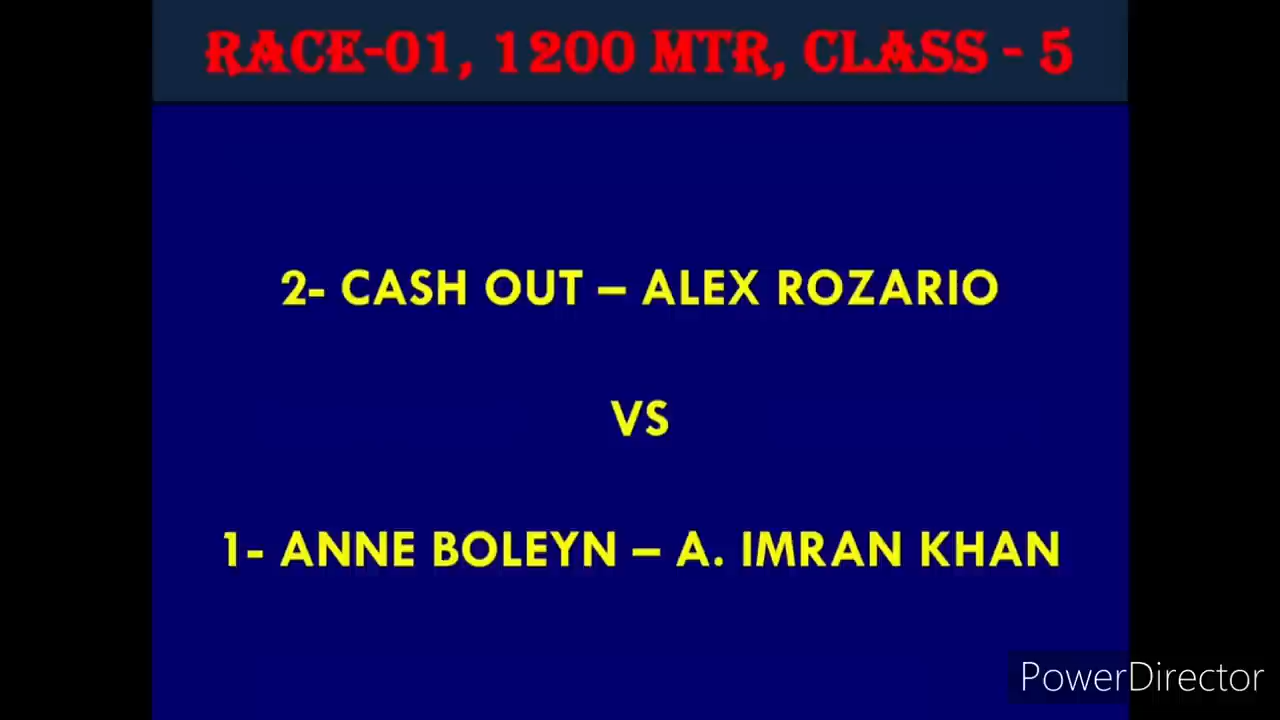 RACE-01, 1200 MTR, CLASS - 5
2- CASH OUT – ALEX ROZARIO
VS
1- ANNE BOLEYN – A. IMRAN KHAN
PowerDirector